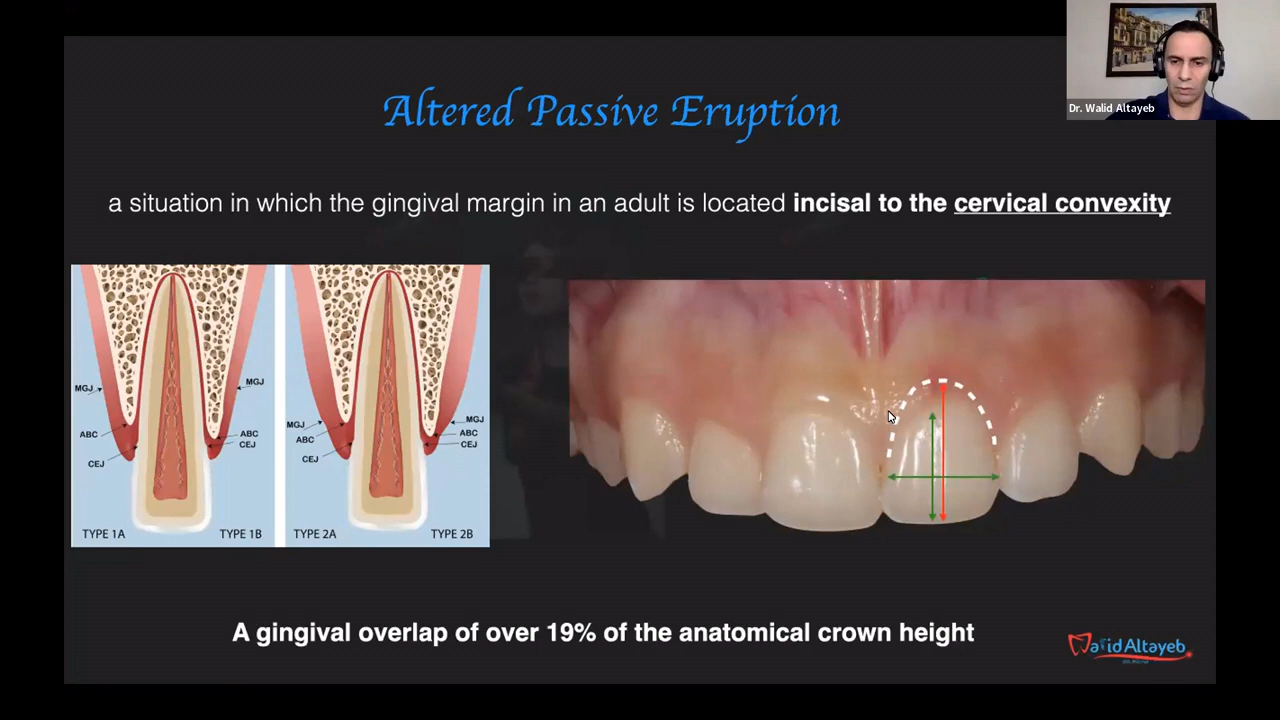 Dr. Walid Altayeb
Altered Passive Eruption
a situation in which the gingival margin in an adult is located incisal to the cervical convexity
MGJ
ABC
CEJ
MGJ
ABC
CEJ
TYPE 1A
TYPE 1B
MGJ
ABC
CEJ
MGJ
ABC
CEJ
TYPE 2A
TYPE 2B
A gingival overlap of over 19% of the anatomical crown height
Walid Altayeb